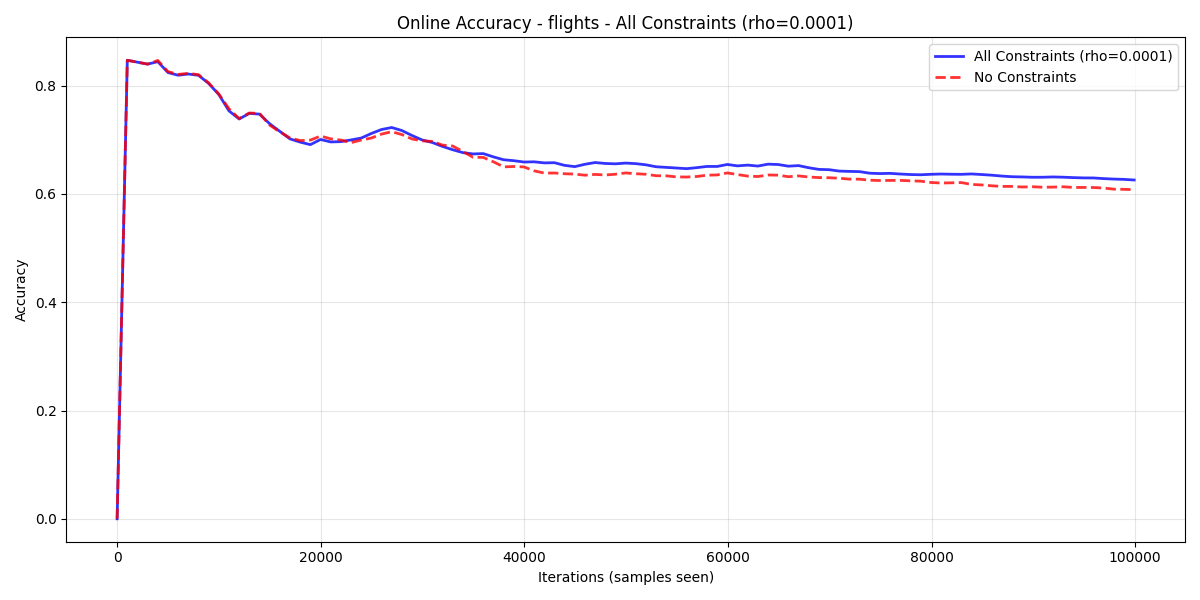 Online Accuracy - flights - All Constraints (rho=0.0001)
All Constraints (rho=0.0001)
No Constraints
Accuracy
0.8
0.6
0.4
0.2
0.0
0 20000 40000 60000 80000 100000
Iterations (samples seen)